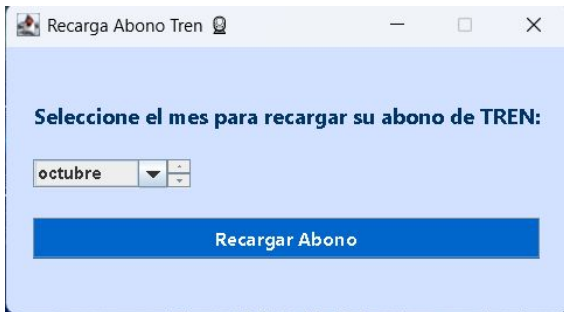 Recarga Abono Tren
Seleccione el mes para recargar su abono de TREN:
octubre
Recargar Abono